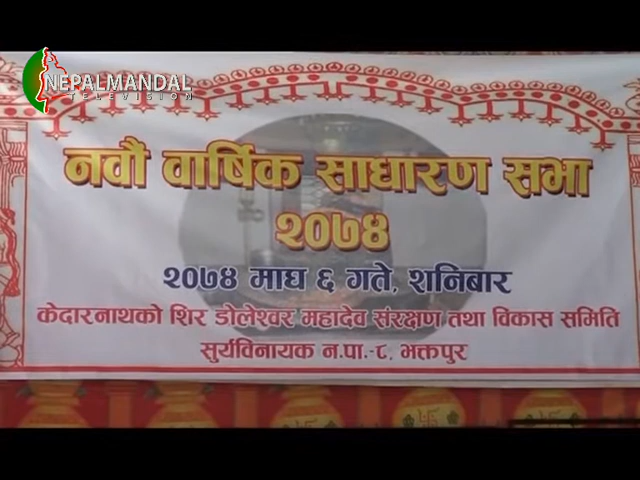 NEPALMANDAL
TELEVISION
नवौं वार्षिक साधारण सभा
२०७४
२०७४ माघ ६ गते, शनिबार
केदारनाथको शिर डोलेश्वर महादेव संरक्षण तथा विकास समिति
सुर्यविनायक न.पा.-८, भक्तपुर